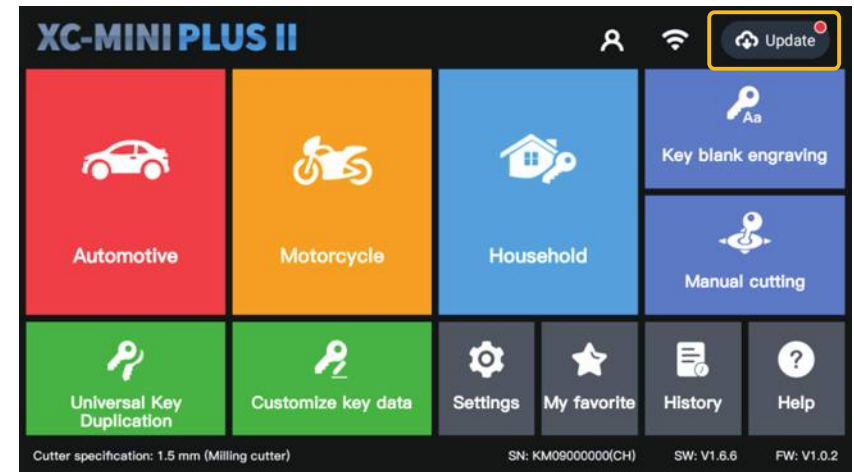 XC-MINI PLUS II
Update
Aa
Automotive
Motorcycle
Household
Key blank engraving
Manual cutting
Universal Key
Duplication
Customize key data
Settings
My favorite
History
?
Help
Cutter specification: 1.5 mm (Milling cutter)
SN: KM09000000(CH)
SW: V1.6.6
FW: V1.0.2